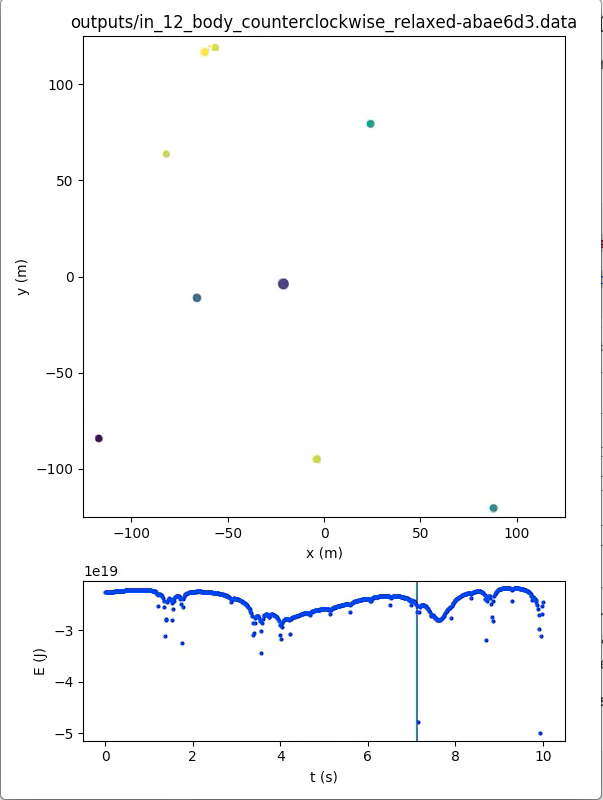 outputs/in_12_body_counterclockwise_relaxed-abae6d3.data
100
50
0
−50
−100
y (m)
−100 −50 0 50 100
x (m)
1e19
−3
−4
−5
E (J)
0 2 4 6 8 10
t (s)